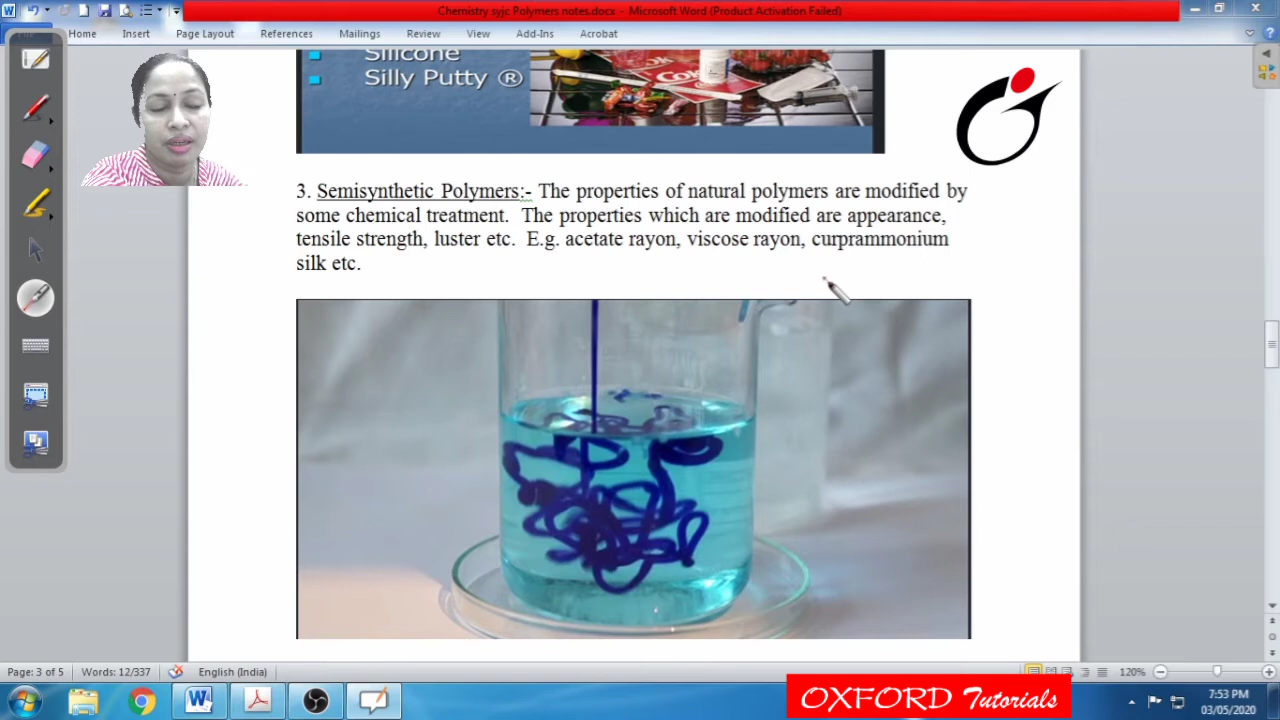 Chemistry syjc Polymers notes.docx - Microsoft Word (Product Activation Failed)
Home Insert Page Layout References Mailings Review View Add-Ins Acrobat
Silicone
Silly Putty ®
3. Semisynthetic Polymers:- The properties of natural polymers are modified by
some chemical treatment. The properties which are modified are appearance,
tensile strength, luster etc. E.g. acetate rayon, viscose rayon, curprammonium
silk etc.
Page: 3 of 5 Words: 12/337 English (India) 120%
OXFORD Tutorials
7:53 PM
03/05/2020